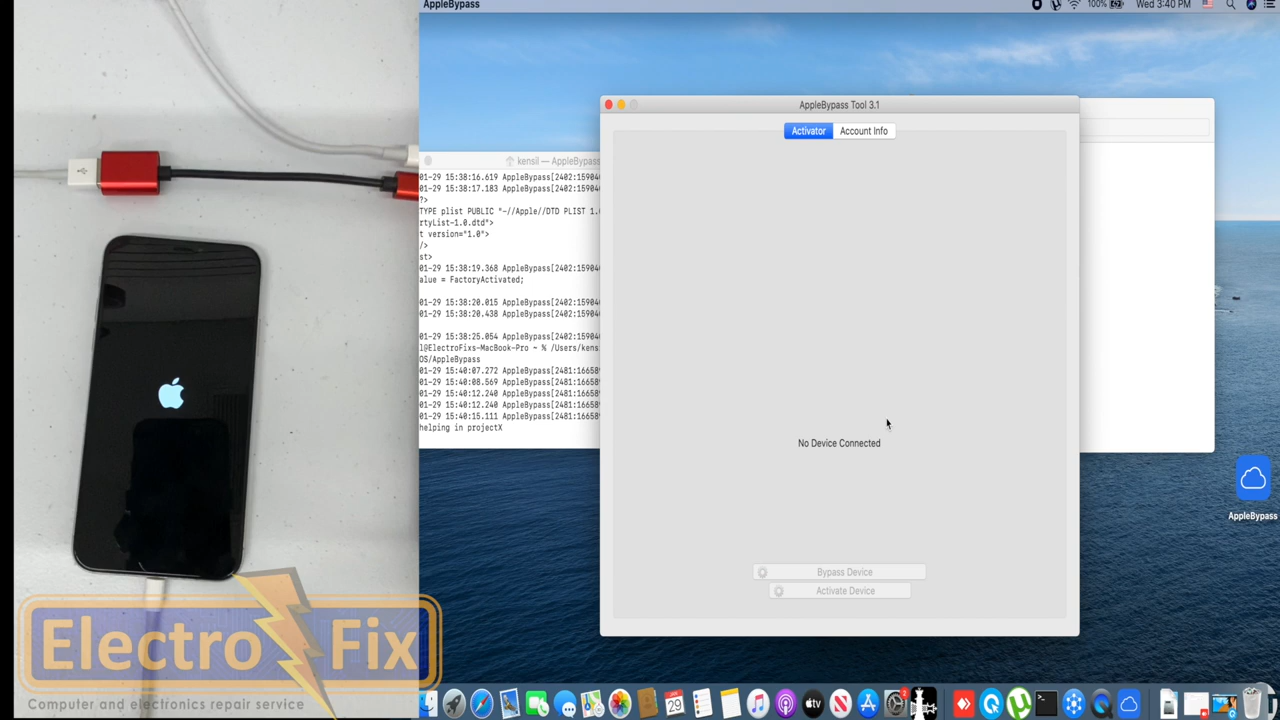 AppleBypass
100%
Wed 3:40 PM
AppleBypass Tool 3.1
Activator
Account Info
kensil — AppleBypass
01-29 15:38:16.619 AppleBypass[2402:15904
01-29 15:38:17.183 AppleBypass[2402:15904
?>
TYPE plist PUBLIC "-//Apple//DTD PLIST 1.
rtyList-1.0.dtd">
t version="1.0">
/>
st>
01-29 15:38:19.368 AppleBypass[2402:15904
alue = FactoryActivated;
01-29 15:38:20.015 AppleBypass[2402:15904
01-29 15:38:20.438 AppleBypass[2402:15904
01-29 15:38:25.054 AppleBypass[2402:15904
l@ElectroFixs-MacBook-Pro ~ % /Users/kens
OS/AppleBypass
01-29 15:40:07.272 AppleBypass[2481:16658
01-29 15:40:08.569 AppleBypass[2481:16658
01-29 15:40:12.240 AppleBypass[2481:16658
01-29 15:40:12.240 AppleBypass[2481:16658
01-29 15:40:15.111 AppleBypass[2481:16658
helping in projectX
No Device Connected
Bypass Device
Activate Device
AppleBypass
Electro Fix
Computer and electronics repair service
29
tv
2